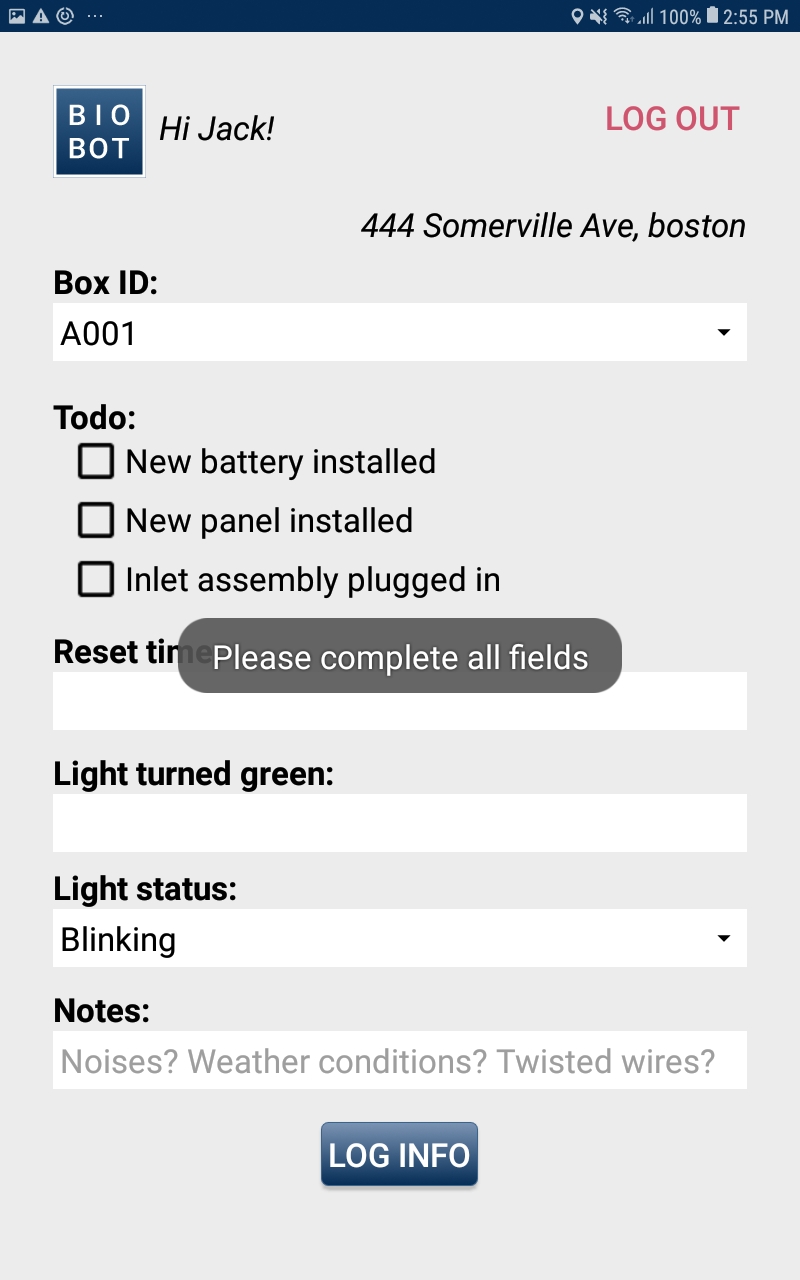 100% 2:55 PM
BIO
BOT
Hi Jack!
LOG OUT
444 Somerville Ave, boston
Box ID:
A001
Todo:
New battery installed
New panel installed
Inlet assembly plugged in
Reset time
Please complete all fields
Light turned green:
Light status:
Blinking
Notes:
Noises? Weather conditions? Twisted wires?
LOG INFO